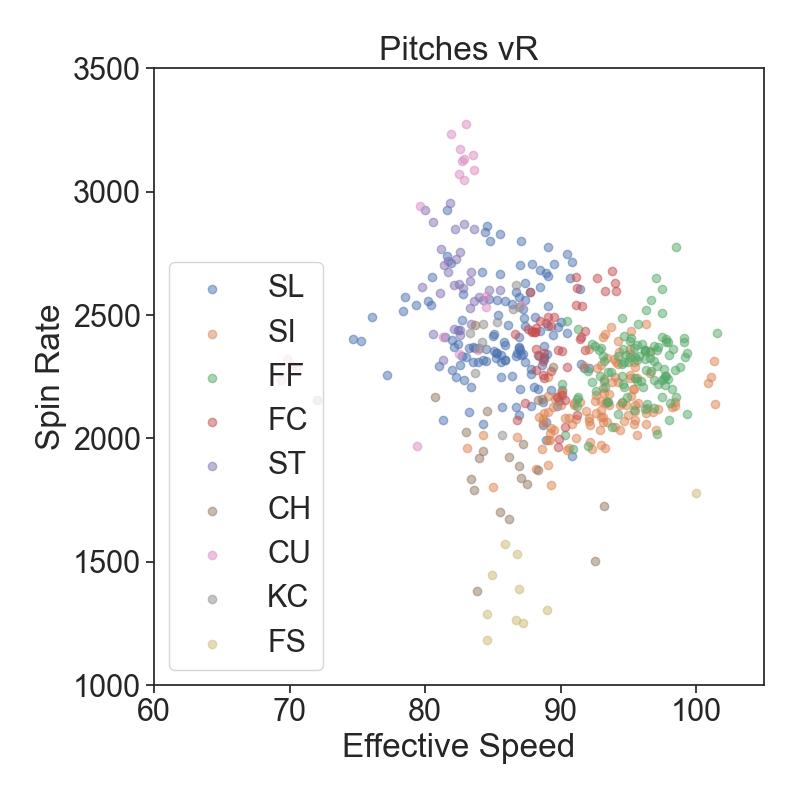 Pitches vR
3500
3000
2500
2000
1500
1000
Spin Rate
SL
SI
FF
FC
ST
CH
CU
KC
FS
60 70 80 90 100
Effective Speed